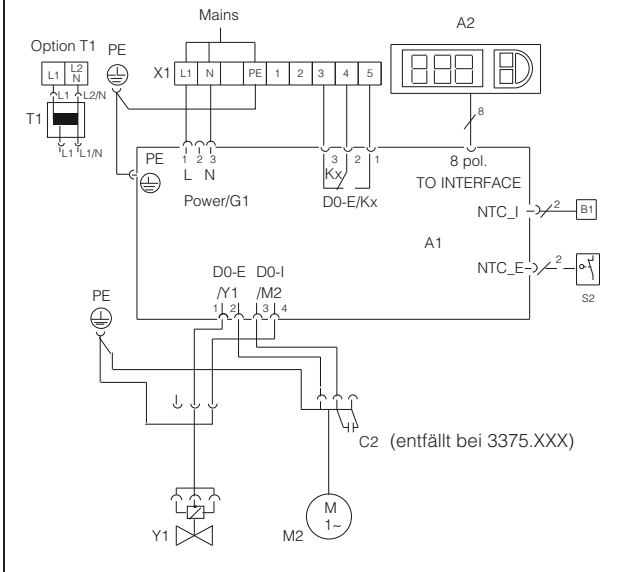 Mains
A2
Option T1
PE
L1
L2
N
X1
L1
N
PE
1
2
3
4
5
L1
L2/N
T1
8
L1
L1/N
PE
1
2
3
L
N
Power/G1
3
2
1
Kx
D0-E/Kx
8 pol.
TO INTERFACE
NTC_I
2
B1
A1
NTC_E
2
S2
D0-E
/Y1
D0-I
/M2
1
2
3
4
PE
C2 (entfällt bei 3375.XXX)
Y1
M2
M
1~